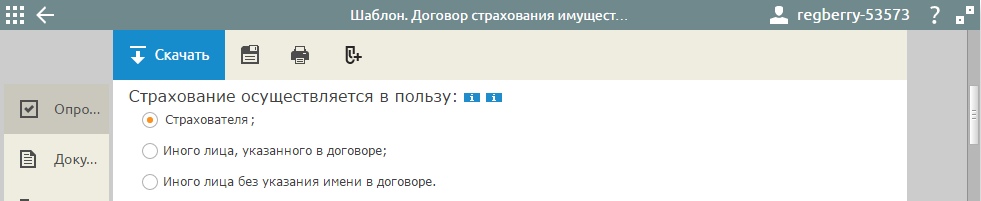 Шаблон. Договор страхования имущест...
regberry-53573
?
Скачать
Опро...
Доку...
Страхование осуществляется в пользу: i i
Страхователя ;
Иного лица, указанного в договоре;
Иного лица без указания имени в договоре.